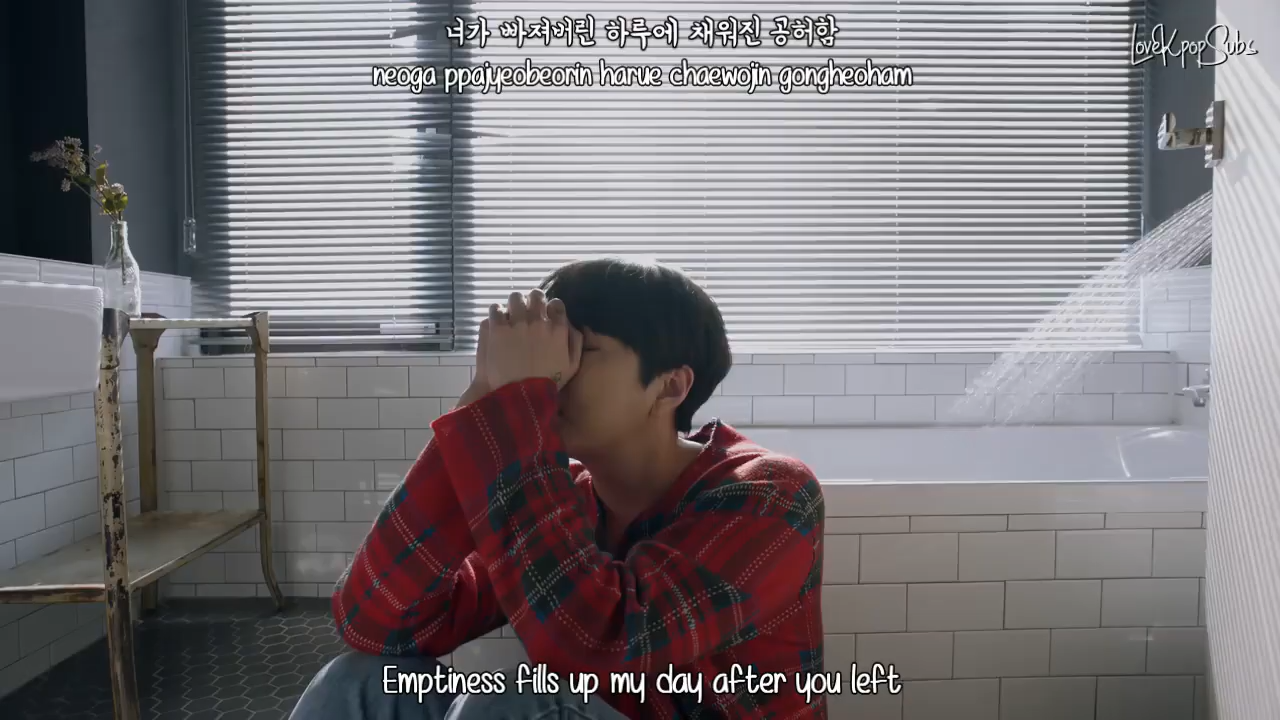 너가 빠져버린 하루에 채워진 공허함
neoga ppajyeobeorin harue chaewojin gongheoham
LoveKpopSubs
Emptiness fills up my day after you left